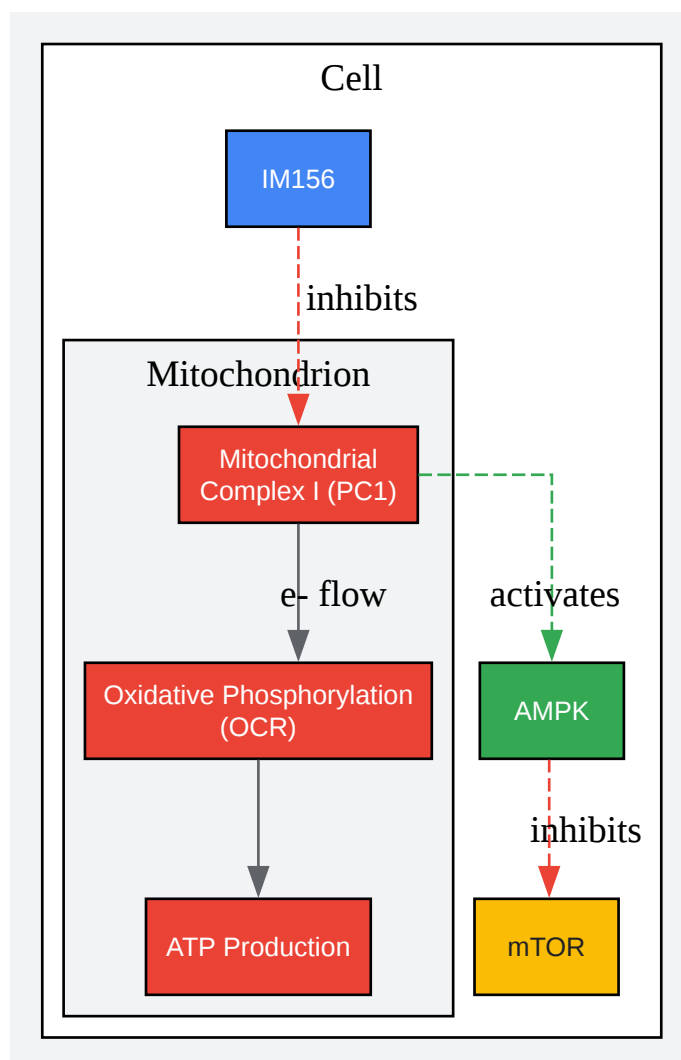 Cell
IM156
inhibits
Mitochondrion
Mitochondrial
Complex I (PC1)
e- flow
activates
Oxidative Phosphorylation
(OCR)
AMPK
inhibits
ATP Production
mTOR